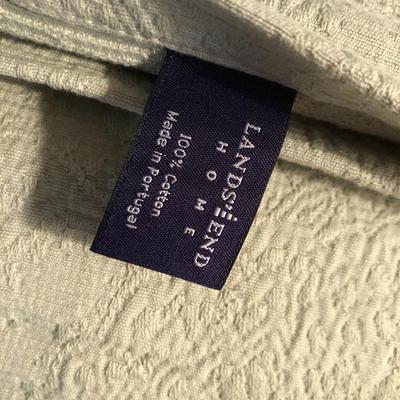 LANDS' END
HOME
100% Cotton
Made in Portugal